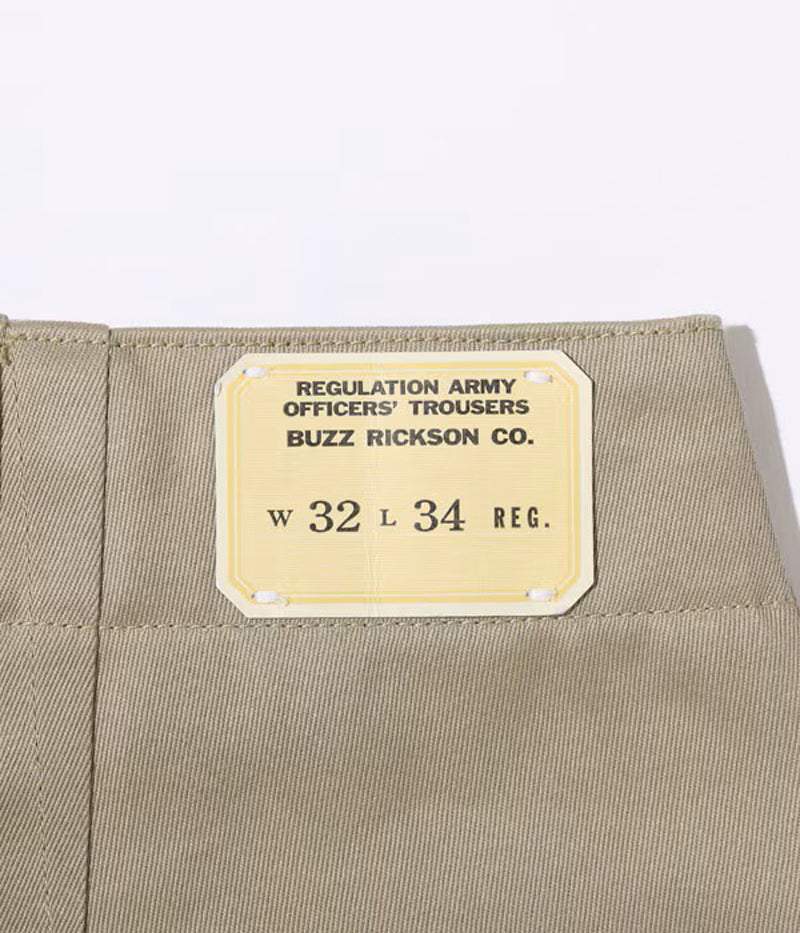 REGULATION ARMY
OFFICERS' TROUSERS
BUZZ RICKSON CO.
W 32 L 34 REG.